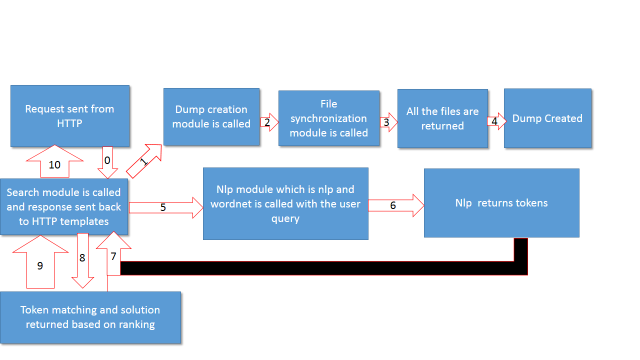 Request sent from
HTTP
Dump creation
module is called
File
synchronization
module is called
All the files are
returned
Dump Created
10
0
1
2
3
4
Search module is called
and response sent back
to HTTP templates
5
Nlp module which is nlp and
wordnet is called with the user
query
6
Nlp returns tokens
9
8
7
Token matching and solution
returned based on ranking